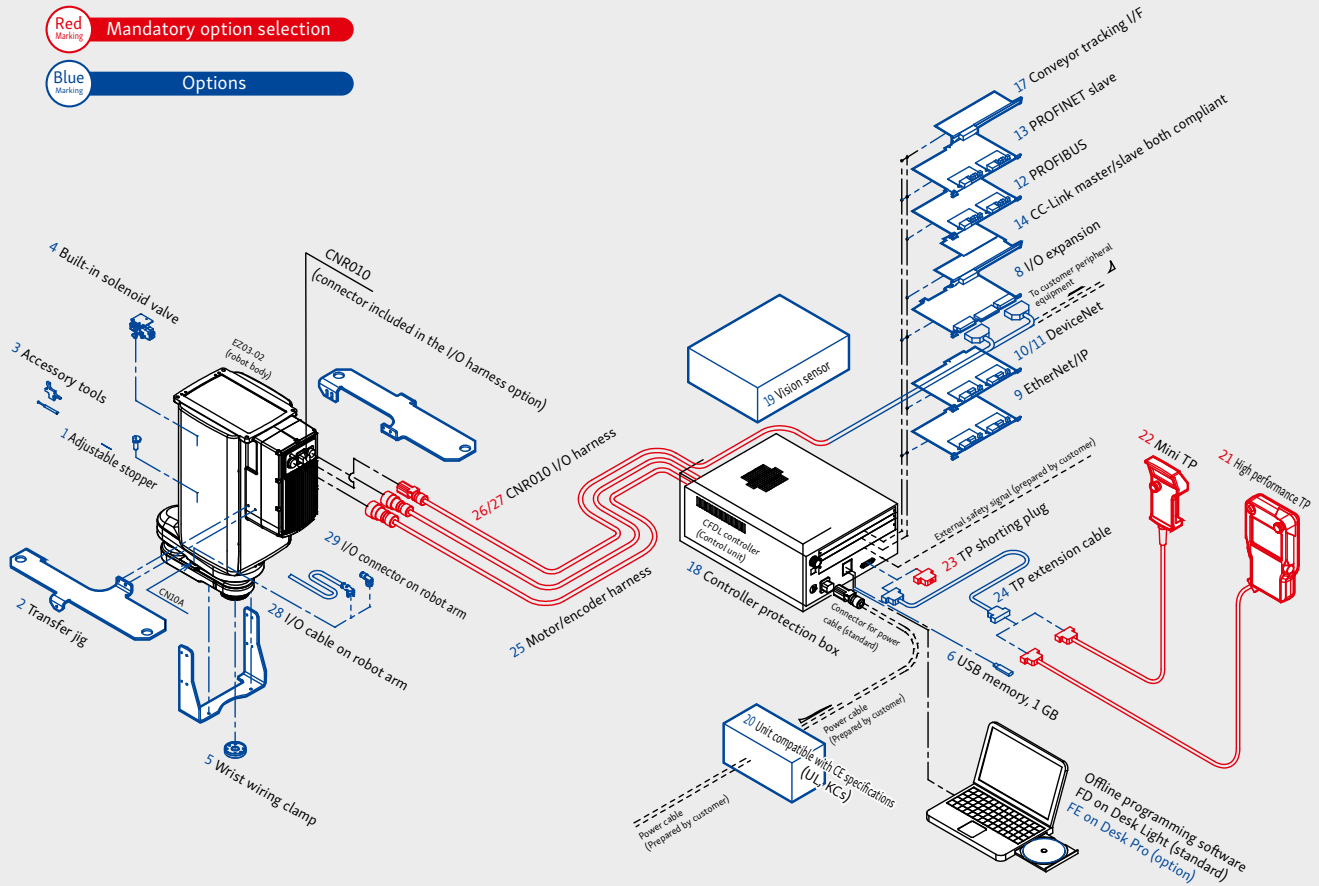 Red
Marking
Mandatory option selection
Blue
Marking
Options
17 Conveyor tracking I/F
13 PROFINET slave
12 PROFIBUS
14 CC-Link master/slave both compliant
8 I/O expansion
To customer peripheral
equipment
10/11 DeviceNet
9 EtherNet/IP
CNR010
(connector included in the I/O harness option)
4 Built-in solenoid valve
EZ03-02
(robot body)
3 Accessory tools
1 Adjustable stopper
19 Vision sensor
22 Mini TP
21 High performance TP
26/27 CNR010 I/O harness
External safety signal (prepared by customer)
CFDL controller
(Control unit)
23 TP shorting plug
24 TP extension cable
29 I/O connector on robot arm
18 Controller protection box
CN10A
2 Transfer jig
28 I/O cable on robot arm
25 Motor/encoder harness
Connector for power
cable (standard)
6 USB memory, 1 GB
5 Wrist wiring clamp
20 Unit compatible with CE specifications
(UL, KCs)
Power cable
(Prepared by customer)
Power cable
(Prepared by customer)
Offline programming software
FD on Desk Light (standard)
FE on Desk Pro (option)